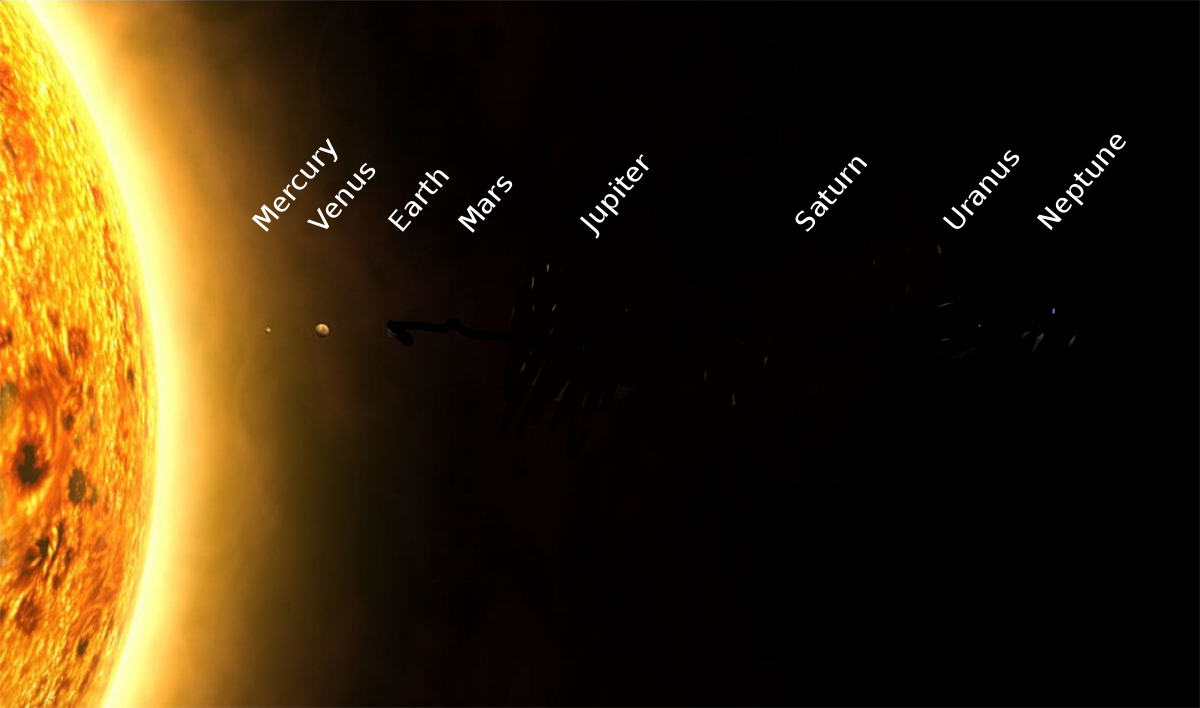 Mercury
Venus
Earth
Mars
Jupiter
Saturn
Uranus
Neptune